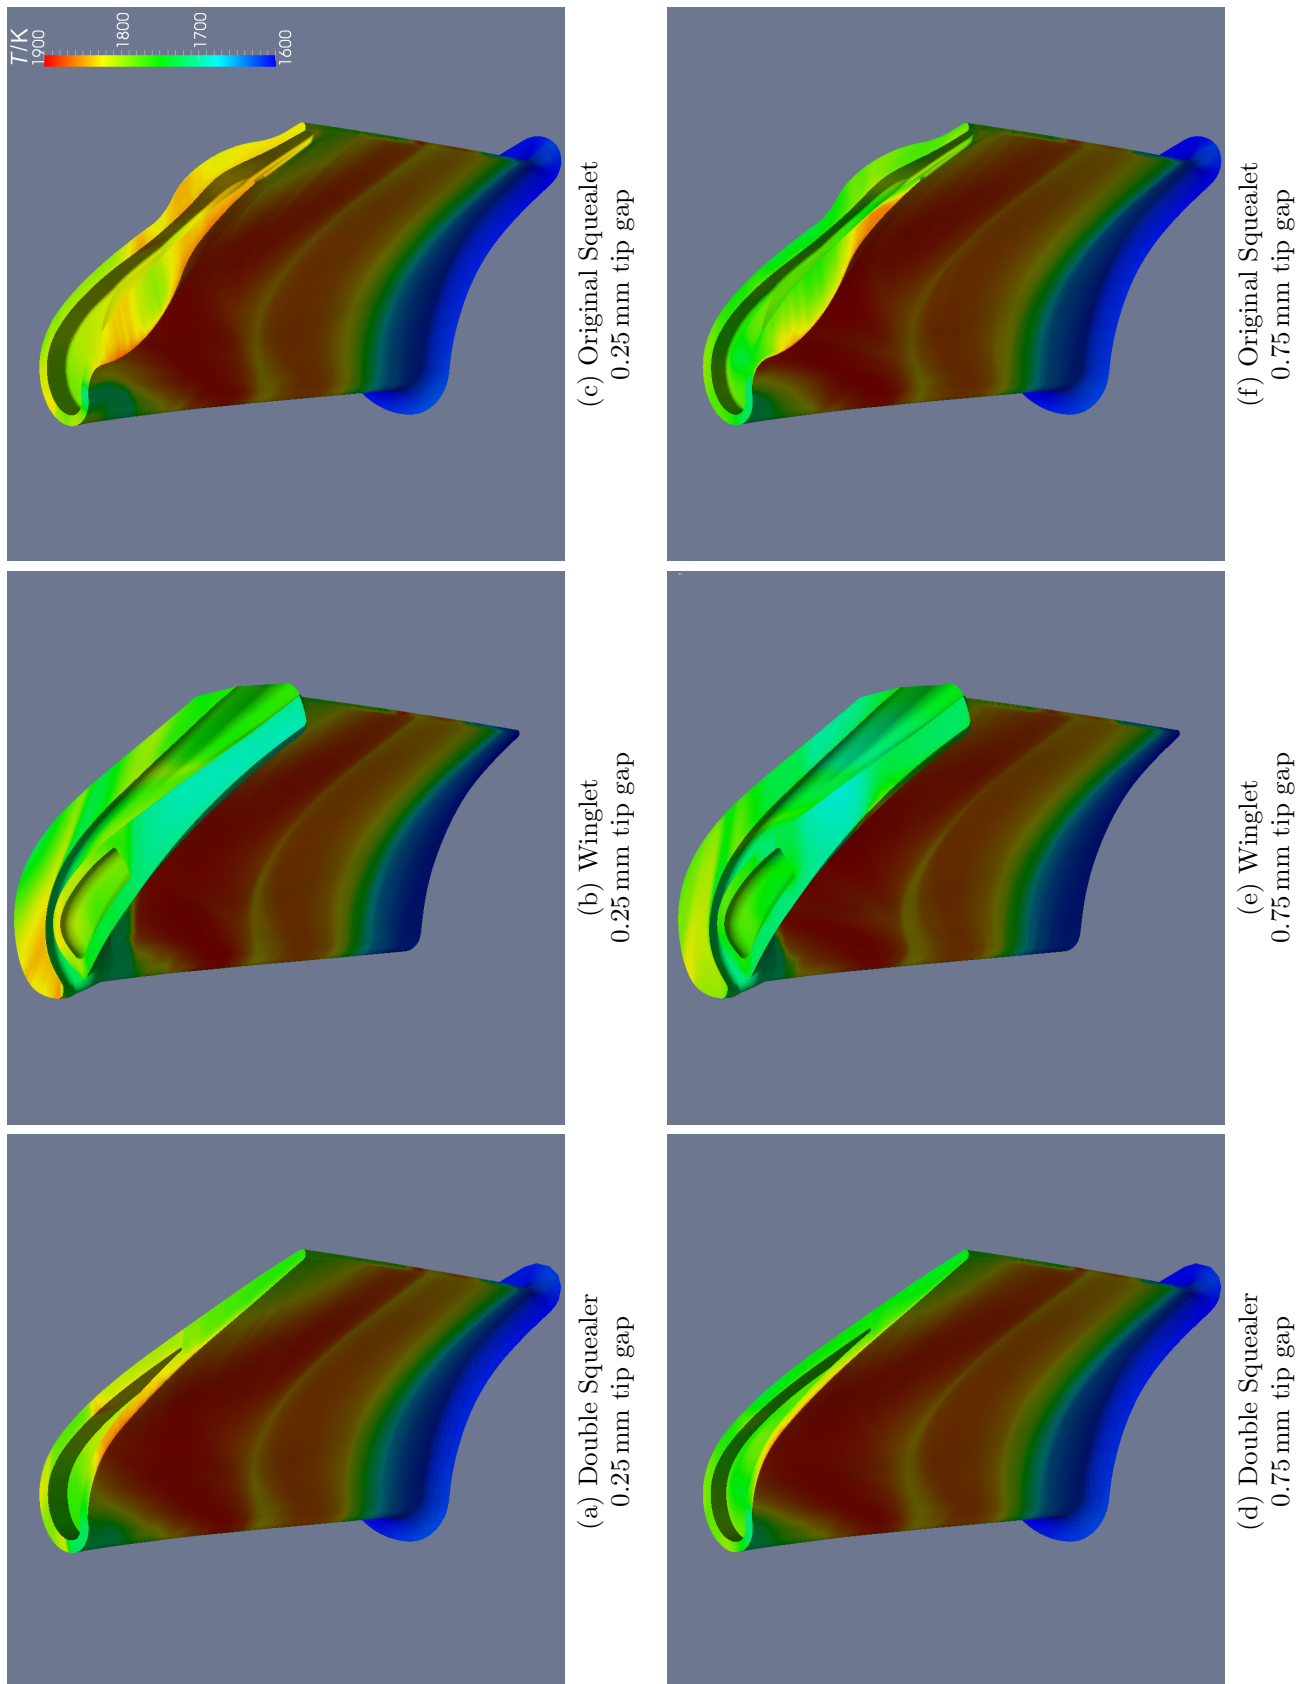 (a) Double Squealer
0.25 mm tip gap
(b) Winglet
0.25 mm tip gap
T/K
1900
1800
1700
1600
(c) Original Squealet
0.25 mm tip gap
(d) Double Squealer
0.75 mm tip gap
(e) Winglet
0.75 mm tip gap
(f) Original Squealet
0.75 mm tip gap